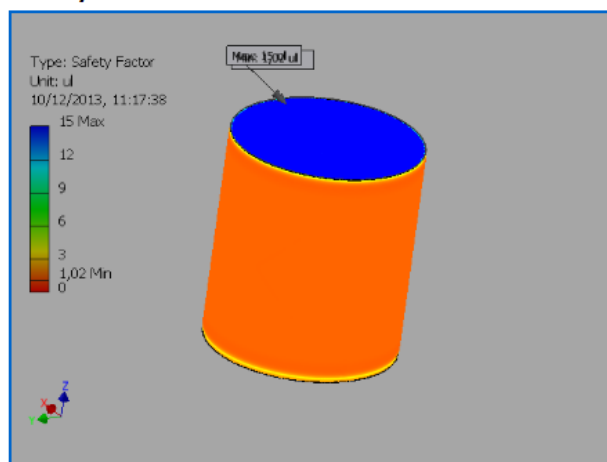 Type: Safety Factor
Unit: ul
10/12/2013, 11:17:38
15 Max
12
9
6
3
1,02 Min
0
Z
X
Y